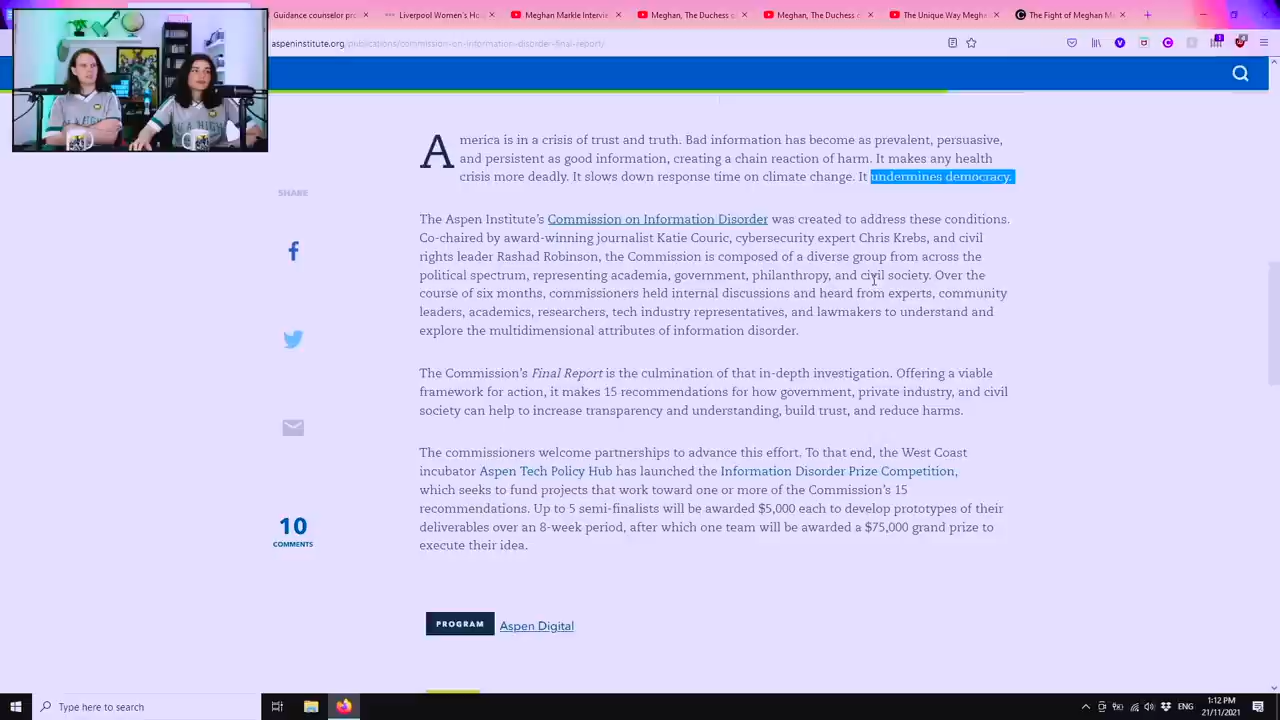 Guidance counselor pro
Liverpool Women's Ho
Meghan Markle Interv
Meghan, The Duchess
Meghan, The Duchess
The Unique Way Meghe
The Fight of Meghan M
aspeninstitute.org/publications/commission-on-information-disorder-final-report/
America is in a crisis of trust and truth. Bad information has become as prevalent, persuasive,
and persistent as good information, creating a chain reaction of harm. It makes any health
crisis more deadly. It slows down response time on climate change. It undermines democracy.
SHARE
The Aspen Institute's Commission on Information Disorder was created to address these conditions.
Co-chaired by award-winning journalist Katie Couric, cybersecurity expert Chris Krebs, and civil
rights leader Rashad Robinson, the Commission is composed of a diverse group from across the
political spectrum, representing academia, government, philanthropy, and civil society. Over the
course of six months, commissioners held internal discussions and heard from experts, community
leaders, academics, researchers, tech industry representatives, and lawmakers to understand and
explore the multidimensional attributes of information disorder.
The Commission's Final Report is the culmination of that in-depth investigation. Offering a viable
framework for action, it makes 15 recommendations for how government, private industry, and civil
society can help to increase transparency and understanding, build trust, and reduce harms.
The commissioners welcome partnerships to advance this effort. To that end, the West Coast
incubator Aspen Tech Policy Hub has launched the Information Disorder Prize Competition,
which seeks to fund projects that work toward one or more of the Commission's 15
recommendations. Up to 5 semi-finalists will be awarded $5,000 each to develop prototypes of their
deliverables over an 8-week period, after which one team will be awarded a $75,000 grand prize to
execute their idea.
10
COMMENTS
PROGRAM Aspen Digital
Type here to search
ENG
1:12 PM
21/11/2021